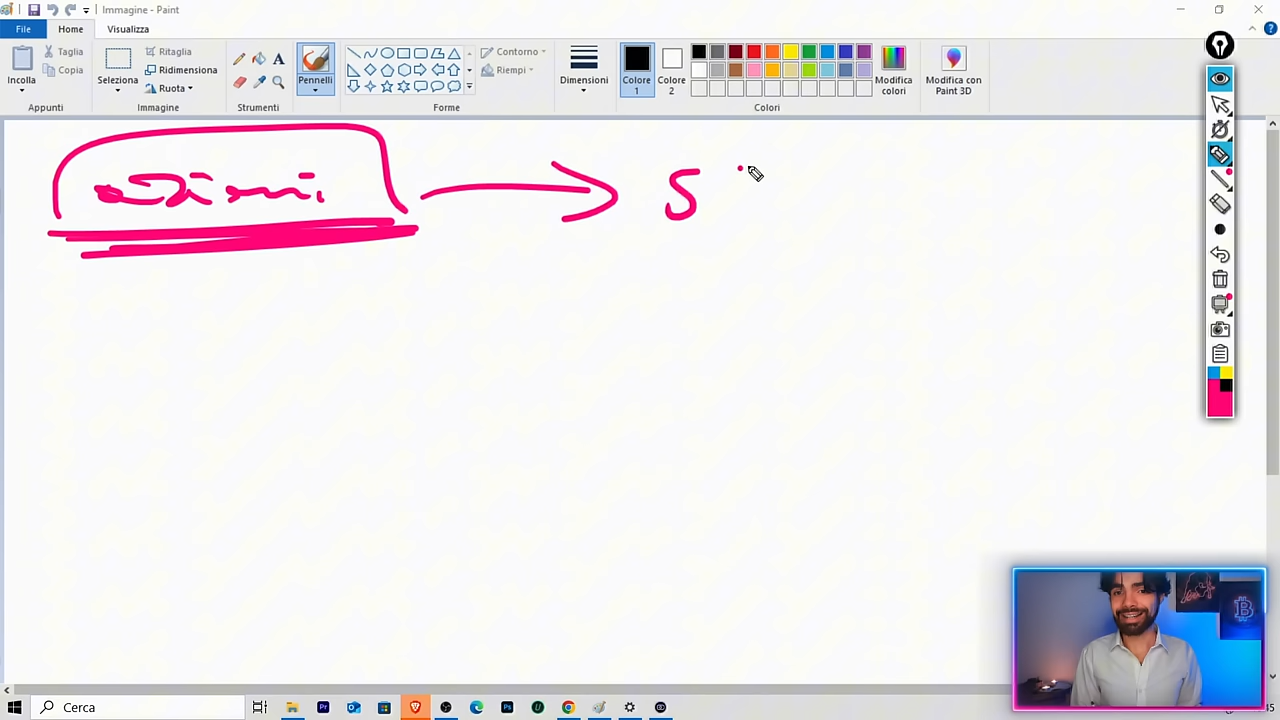 Immagine - Paint
File Home Visualizza
Incolla Taglia Copia Seleziona Ritaglia Ridimensiona Ruota Pennelli Contorno Riempi Dimensioni Colore 1 Colore 2 Modifica colori Modifica con Paint 3D
Appunti Immagine Strumenti Forme Colori
S
Cerca